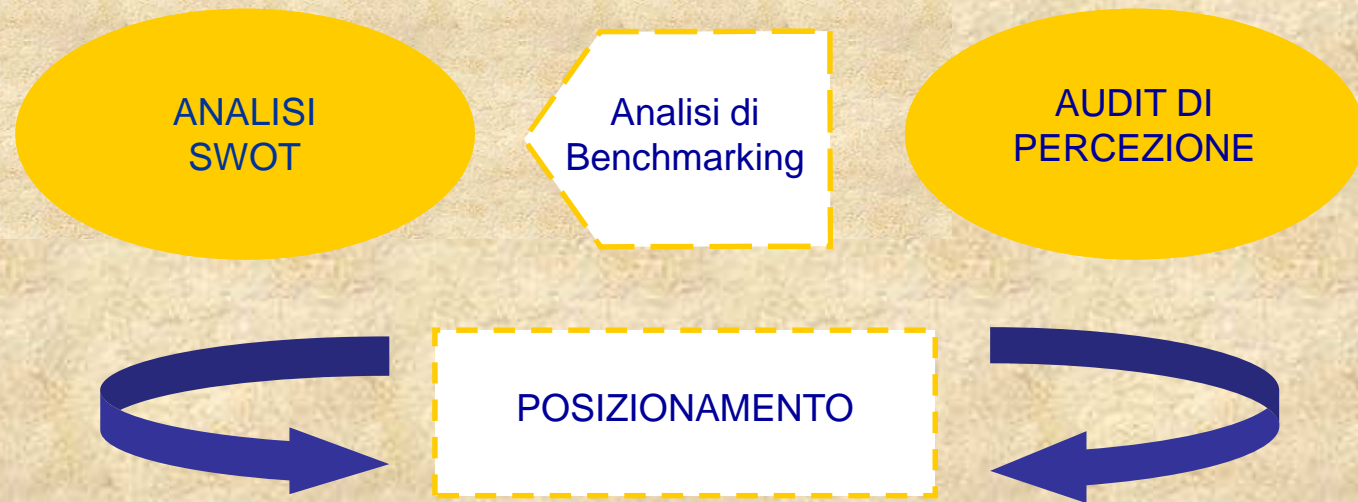 ANALISI
SWOT
Analisi di
Benchmarking
AUDIT DI
PERCEZIONE
POSIZIONAMENTO